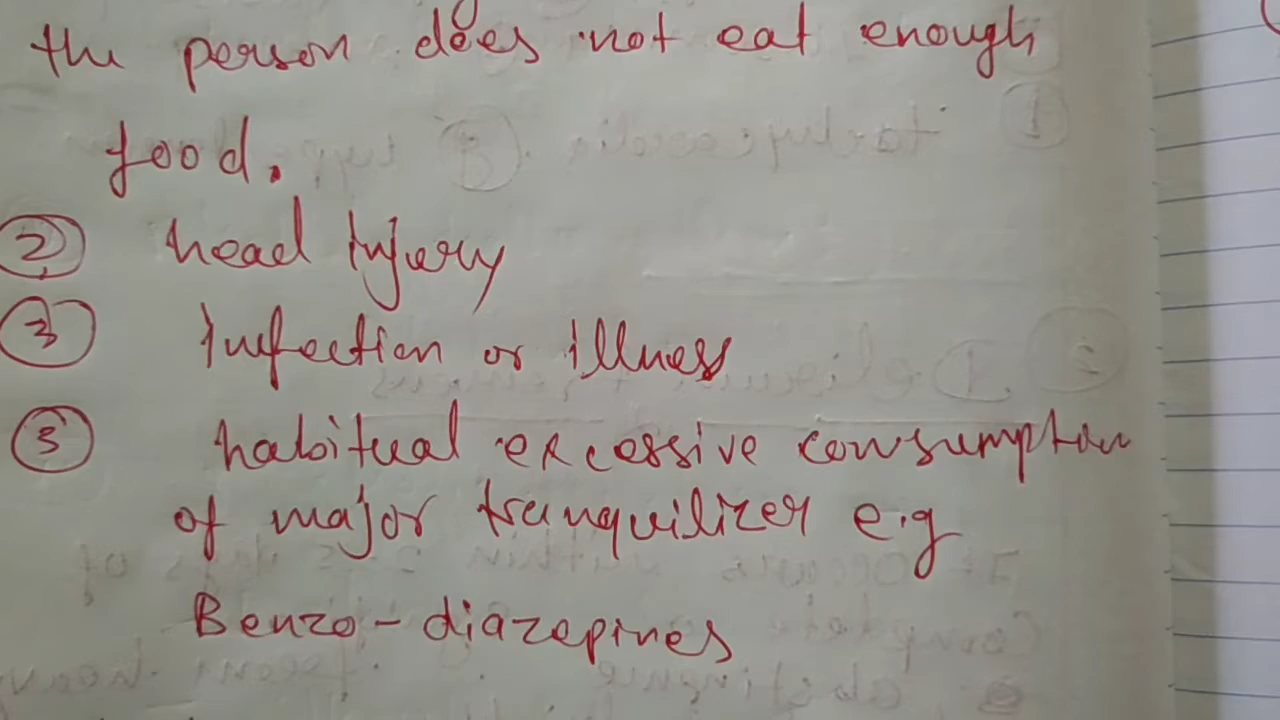 the person does not eat enough
food.
② head Injury
③ Infection or illness
③ habitual excessive consumption
of major tranquilizer e.g
Benzo-diazepines